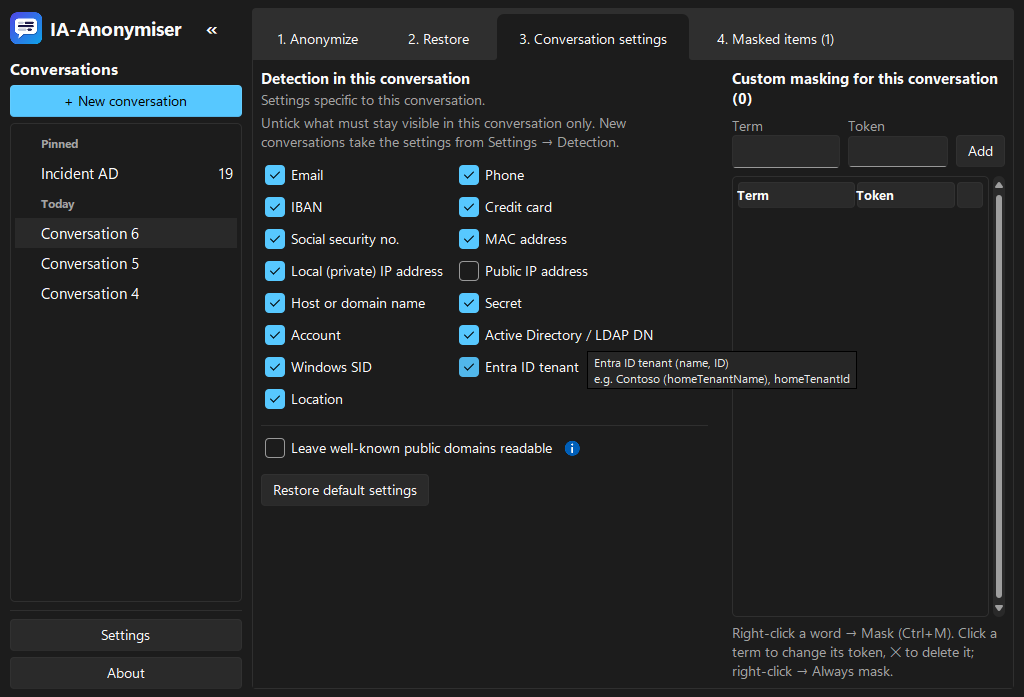 IA-Anonymiser «
Conversations
+ New conversation
Pinned
Incident AD 19
Today
Conversation 6
Conversation 5
Conversation 4
Settings
About
1. Anonymize
2. Restore
3. Conversation settings
4. Masked items (1)
Detection in this conversation
Settings specific to this conversation.
Untick what must stay visible in this conversation only. New
conversations take the settings from Settings → Detection.
Email
Phone
IBAN
Credit card
Social security no.
MAC address
Local (private) IP address
Public IP address
Host or domain name
Secret
Account
Active Directory / LDAP DN
Windows SID
Entra ID tenant
Entra ID tenant (name, ID)
e.g. Contoso (homeTenantName), homeTenantId
Location
Leave well-known public domains readable i
Restore default settings
Custom masking for this conversation
(0)
Term
Token
Add
Term
Token
Right-click a word → Mask (Ctrl+M). Click a
term to change its token, ✕ to delete it;
right-click → Always mask.